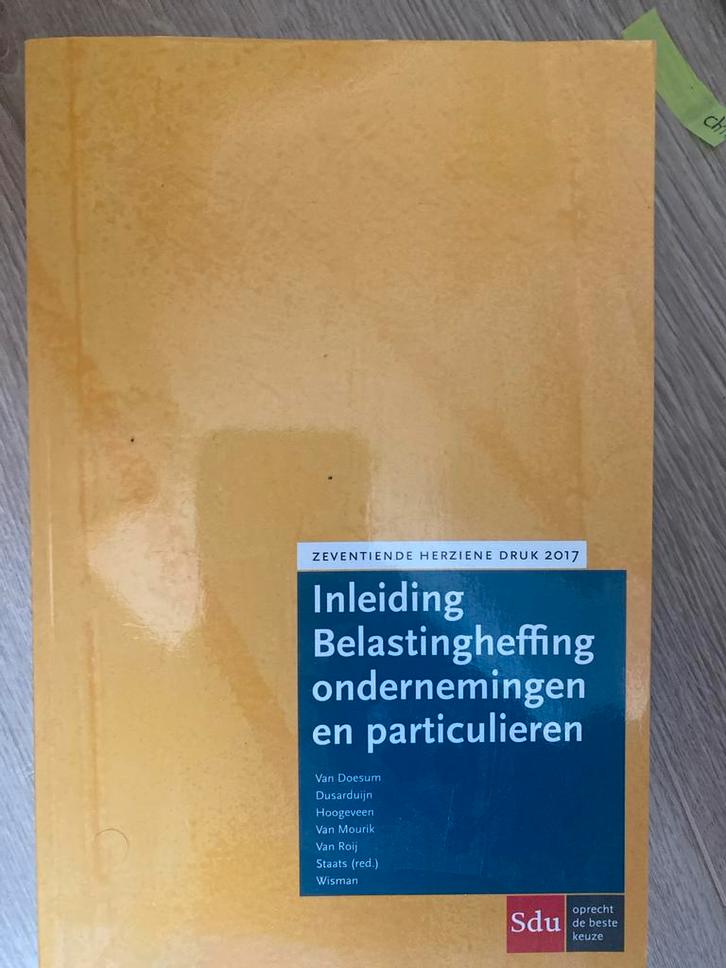 ZEVENTIENDE HERZIENE DRUK 2017
Inleiding
Belastingheffing
ondernemingen
en particulieren
Van Doesum
Dusarduijn
Hoogeveen
Van Mourik
Van Roij
Staats (red.)
Wisman
Sdu
oprecht
de beste
keuze